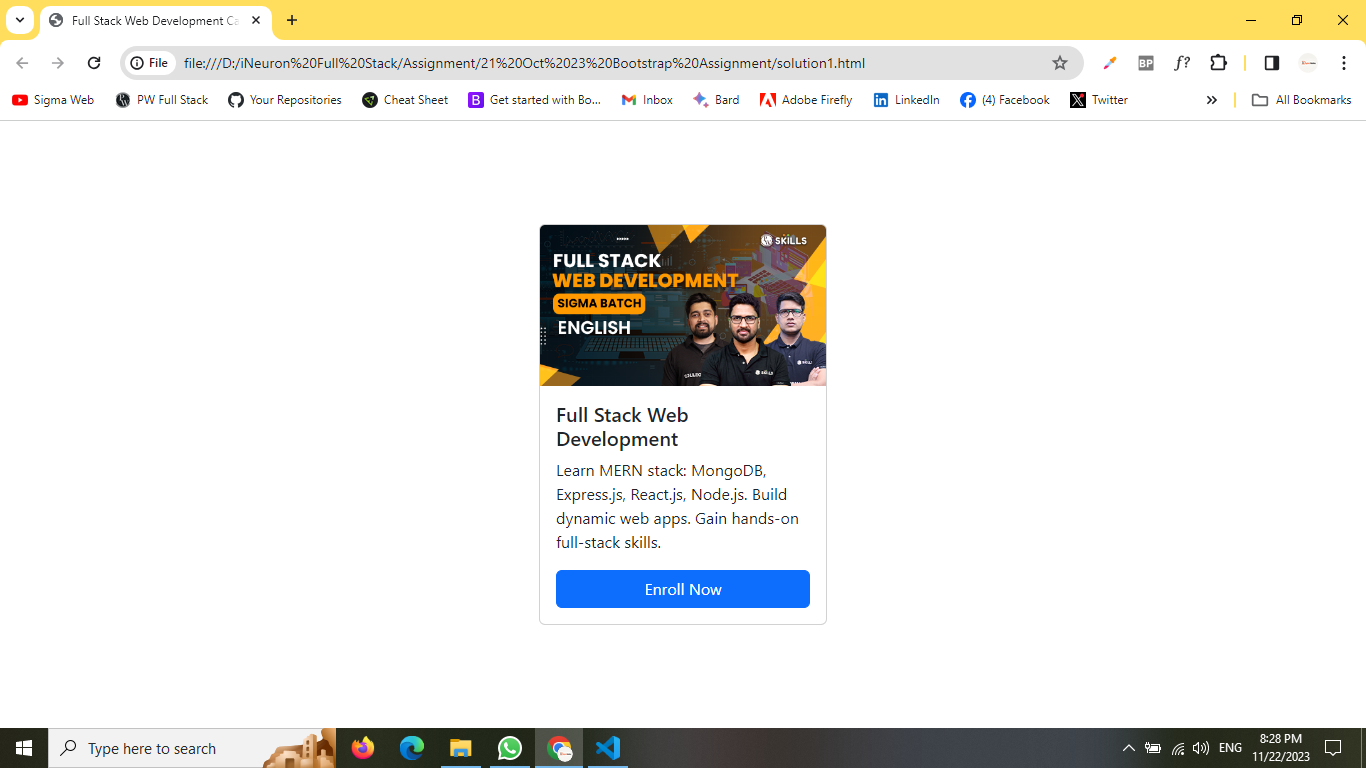 Full Stack Web Development Ca
File file:///D:/iNeuron%20Full%20Stack/Assignment/21%20Oct%2023%20Bootstrap%20Assignment/solution1.html
BP f?
Sigma Web PW Full Stack Your Repositories Cheat Sheet B Get started with Bo... Inbox Bard Adobe Firefly LinkedIn (4) Facebook Twitter » All Bookmarks
SKILLS
FULL STACK
WEB DEVELOPMENT
SIGMA BATCH
ENGLISH
Full Stack Web
Development
Learn MERN stack: MongoDB,
Express.js, React.js, Node.js. Build
dynamic web apps. Gain hands-on
full-stack skills.
Enroll Now
Type here to search
ENG
8:28 PM
11/22/2023